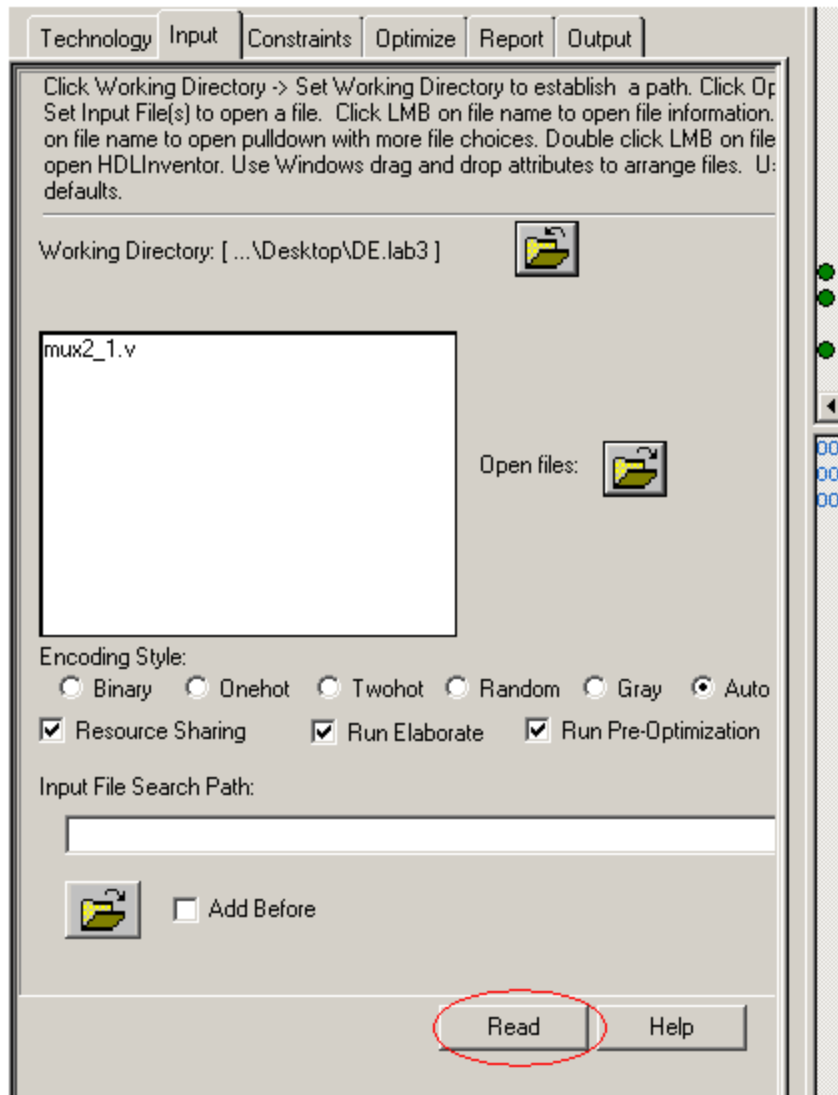 Technology Input Constraints Optimize Report Output
Click Working Directory -> Set Working Directory to establish a path. Click Op
Set Input File(s) to open a file. Click LMB on file name to open file information.
on file name to open pulldown with more file choices. Double click LMB on file
open HDLInventor. Use Windows drag and drop attributes to arrange files. U
defaults.
Working Directory: [ ...\Desktop\DE.lab3 ]
mux2_1.v
Open files:
00
00
00
Encoding Style:
Binary Onehot Twohot Random Gray Auto
Resource Sharing Run Elaborate Run Pre-Optimization
Input File Search Path:
Add Before
Read Help